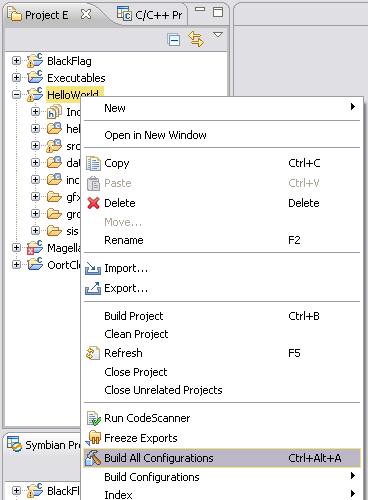 Project E
C/C++ Pr
BlackFlag
Executables
HelloWorld
Inc
hel
src
dat
inc
gfx
gro
sis
Magella
OortClo
New
Open in New Window
Copy Ctrl+C
Paste Ctrl+V
Delete Delete
Move...
Rename F2
Import...
Export...
Build Project Ctrl+B
Clean Project
Refresh F5
Close Project
Close Unrelated Projects
Run CodeScanner
Freeze Exports
Build All Configurations Ctrl+Alt+A
Build Configurations
Index
Symbian Pro
BlackFl